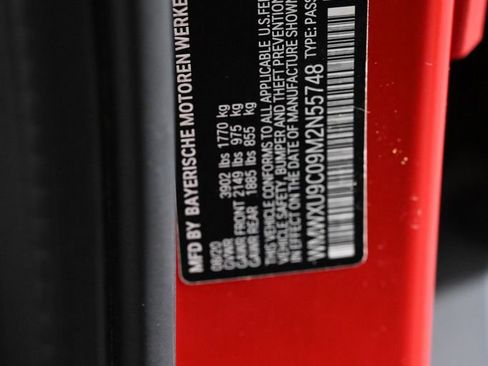 MFD BY BAYERISCHE MOTOREN WERKE
08/20
GVWR 3902 lbs 1770 kg
GAWR FRONT 2149 lbs 975 kg
GAWR REAR 1885 lbs 855 kg
THIS VEHICLE CONFORMS TO ALL APPLICABLE U.S.FE
VEHICLE SAFETY, BUMPER AND THEFT PREVENTION
IN EFFECT ON THE DATE OF MANUFACTURE SHOWN
WMWXU9C09M2N55748 TYPE: PASS